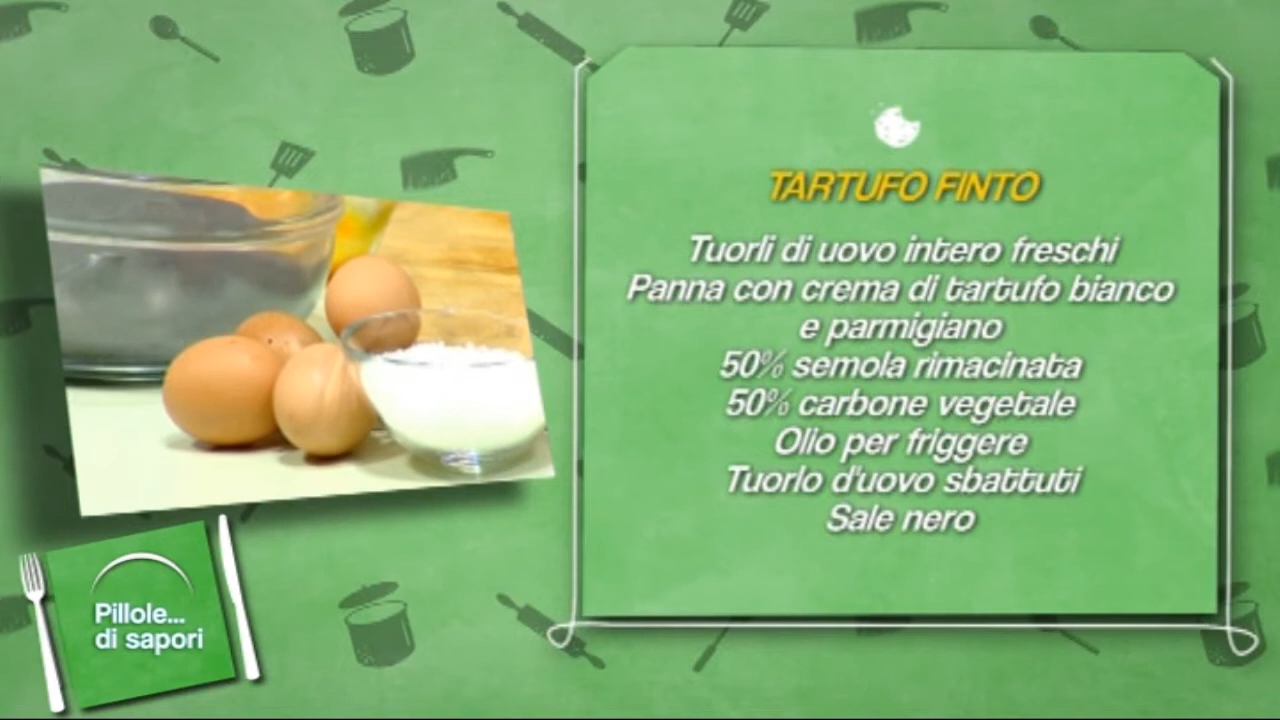 TARTUFO FINTO
Tuorli di uovo intero freschi
Panna con crema di tartufo bianco
e parmigiano
50% semola rimacinata
50% carbone vegetale
Olio per friggere
Tuorlo d'uovo sbattuti
Sale nero
Pillole...
di sapori